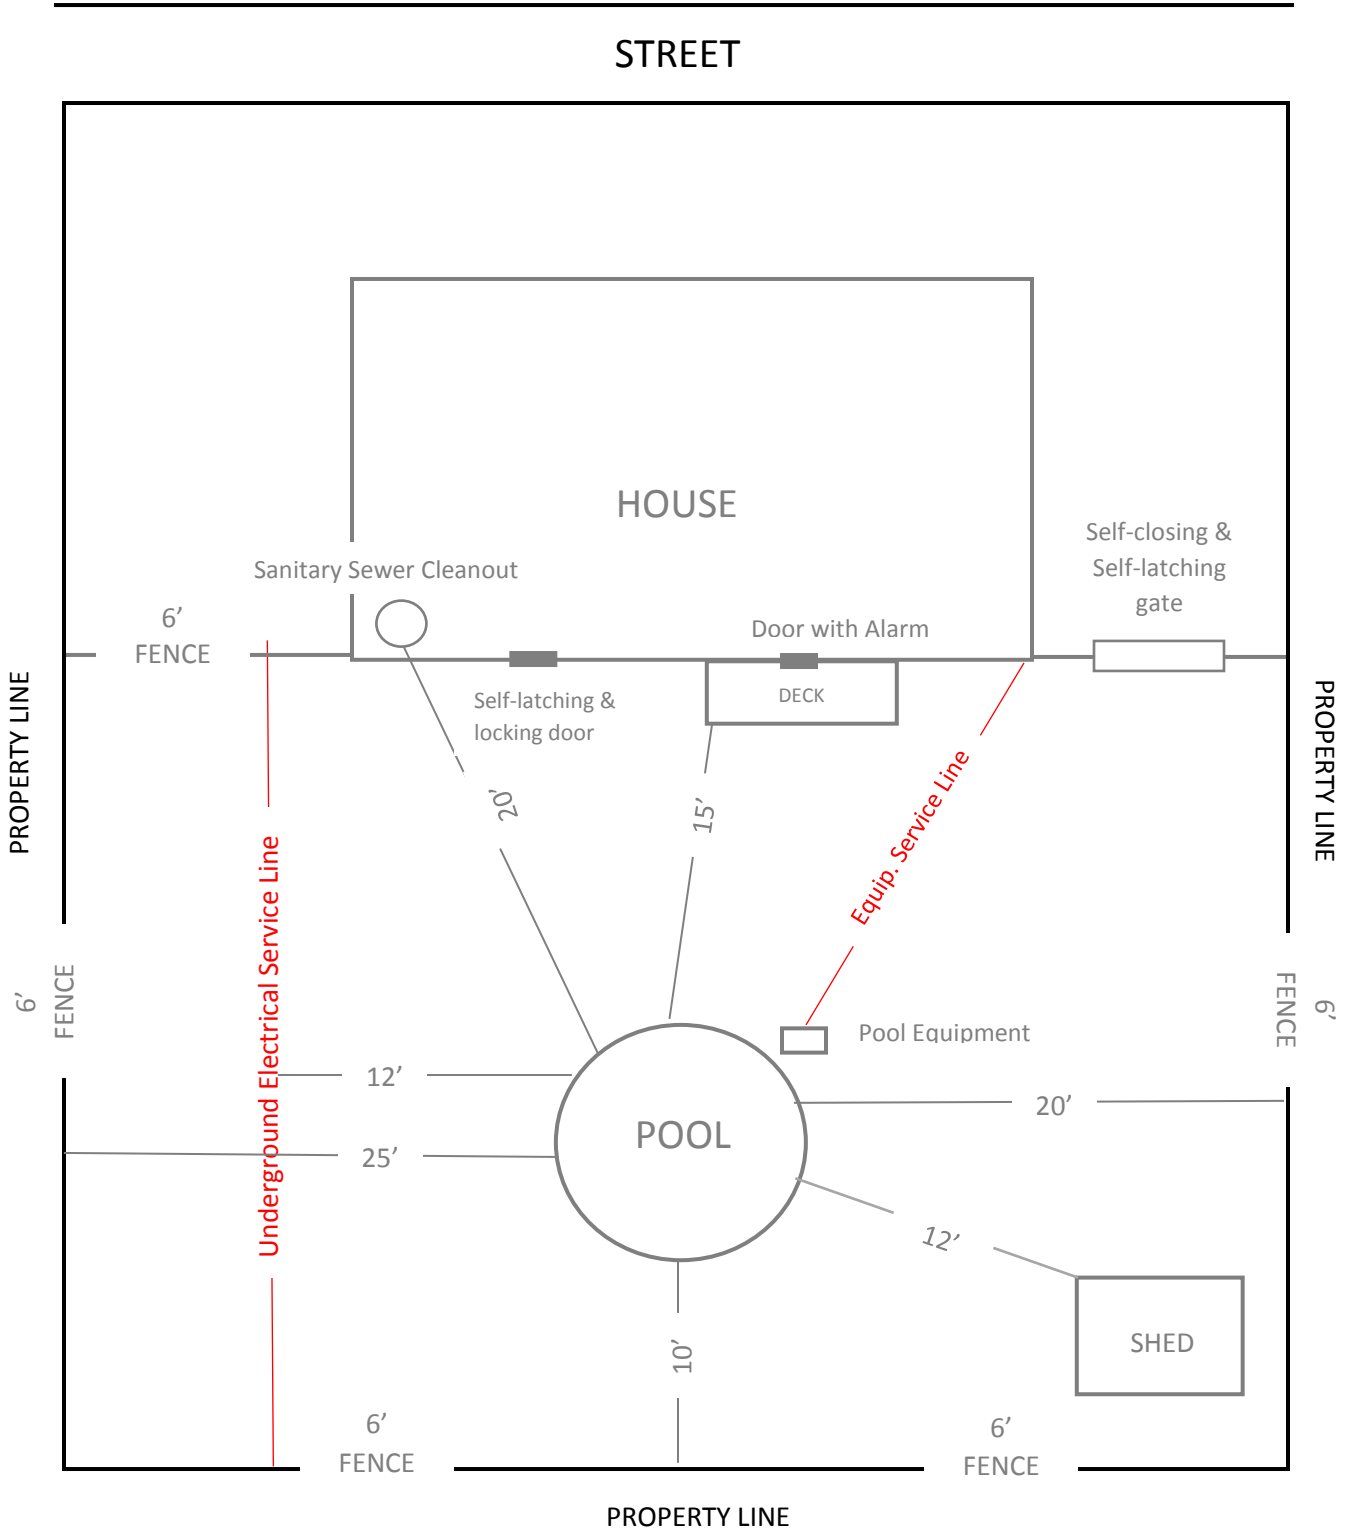 STREET
HOUSE
Self-closing &
Self-latching
gate
Sanitary Sewer Cleanout
6’
FENCE
Door with Alarm
DECK
Self-latching &
locking door
PROPERTY LINE
PROPERTY LINE
20’
15’
Equip. Service Line
Underground Electrical Service Line
6’
FENCE
FENCE
6’
Pool Equipment
12’
20’
POOL
25’
12’
SHED
10’
6’
FENCE
6’
FENCE
PROPERTY LINE